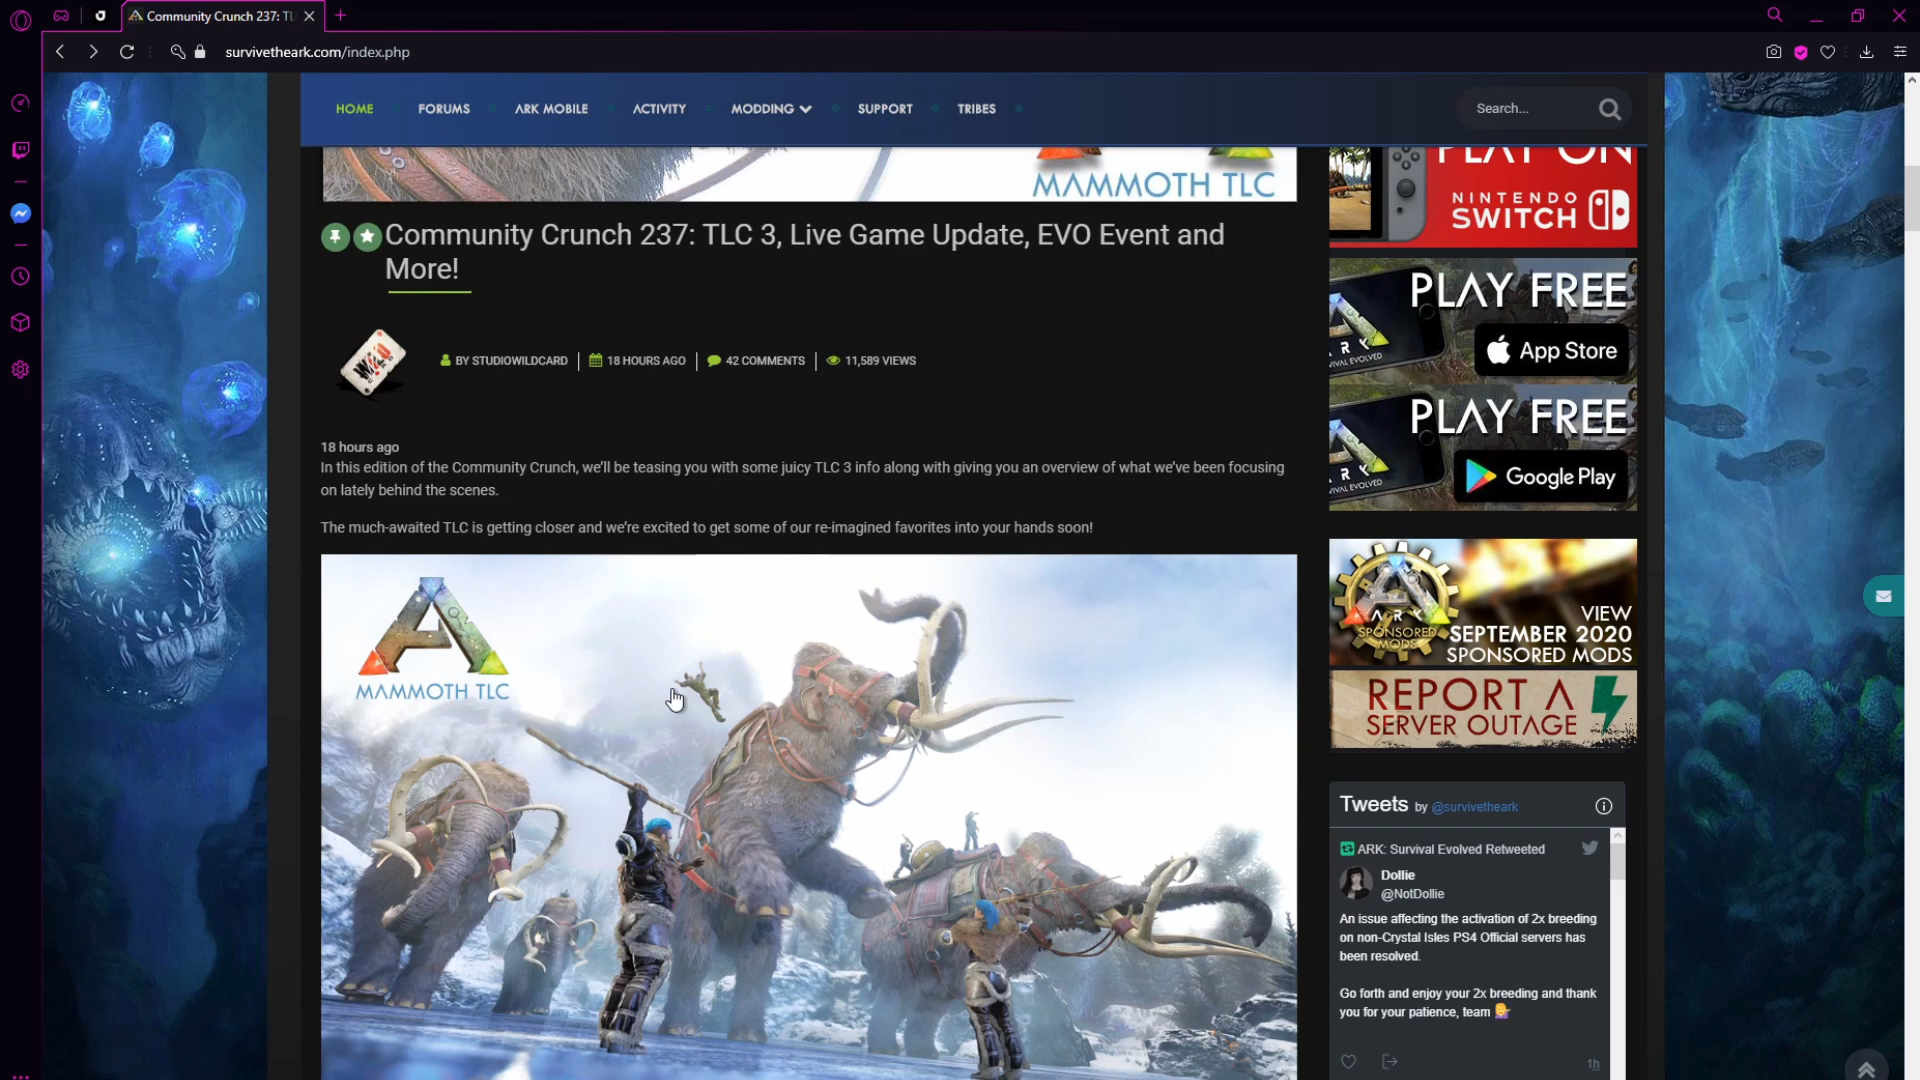 Community Crunch 237: TL
survivetheark.com/index.php
HOME
FORUMS
ARK MOBILE
ACTIVITY
MODDING
SUPPORT
TRIBES
Search...
MAMMOTH TLC
Community Crunch 237: TLC 3, Live Game Update, EVO Event and
More!
BY STUDIOWILDCARD
18 HOURS AGO
42 COMMENTS
11,589 VIEWS
18 hours ago
In this edition of the Community Crunch, we'll be teasing you with some juicy TLC 3 info along with giving you an overview of what we've been focusing
on lately behind the scenes.
The much-awaited TLC is getting closer and we're excited to get some of our re-imagined favorites into your hands soon!
MAMMOTH TLC
PLAY ON
NINTENDO
SWITCH
PLAY FREE
App Store
PLAY FREE
Google Play
ARK
SPONSORED
MODS
VIEW
SEPTEMBER 2020
SPONSORED MODS
REPORT A
SERVER OUTAGE
Tweets by @survivetheark
ARK: Survival Evolved Retweeted
Dollie
@NotDollie
An issue affecting the activation of 2x breeding
on non-Crystal Isles PS4 Official servers has
been resolved.
Go forth and enjoy your 2x breeding and thank
you for your patience, team
1h